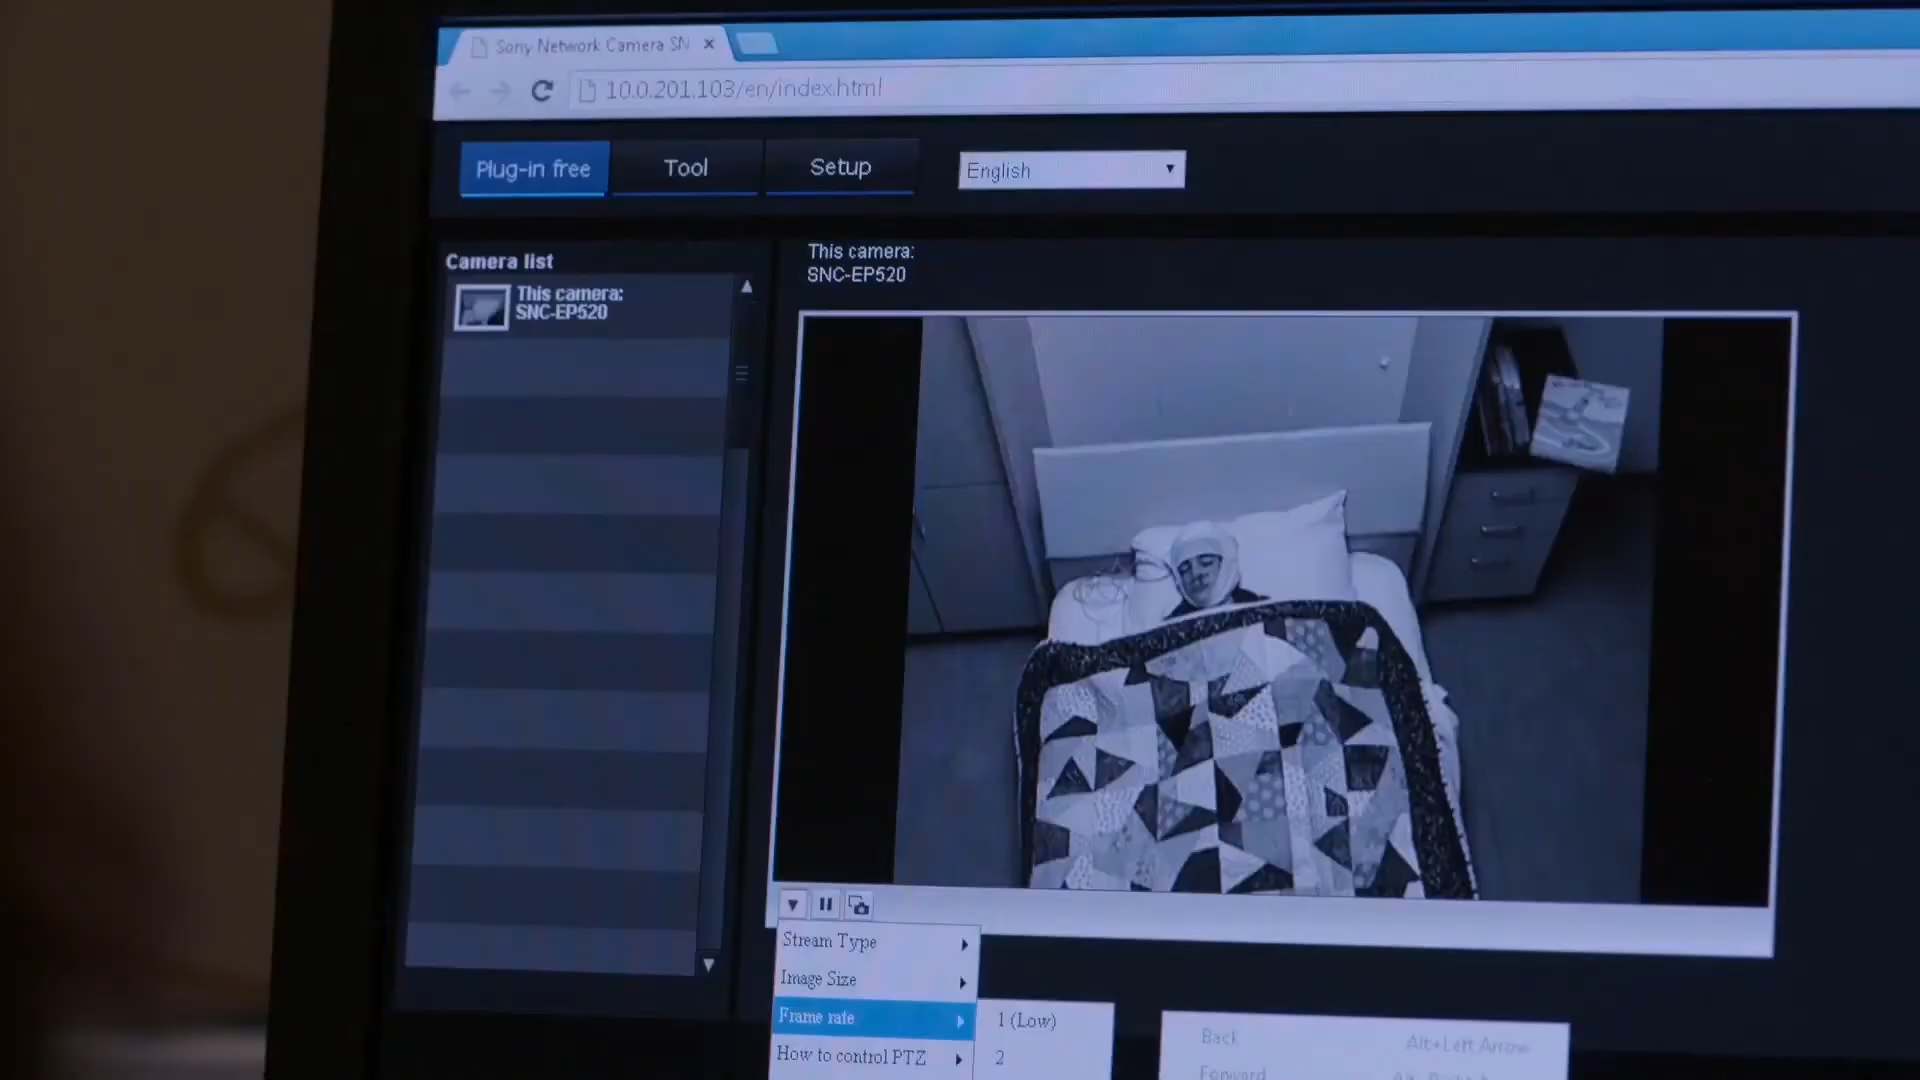 Sony Network Camera SN
10.0.201.103/en/index.html
Plug-in free
Tool
Setup
English
Camera list
This camera:
SNC-EP520
This camera:
SNC-EP520
Stream Type
Image Size
Frame rate
How to control PTZ
1 (Low)
2
Back
Alt+Left Arrow
Forward